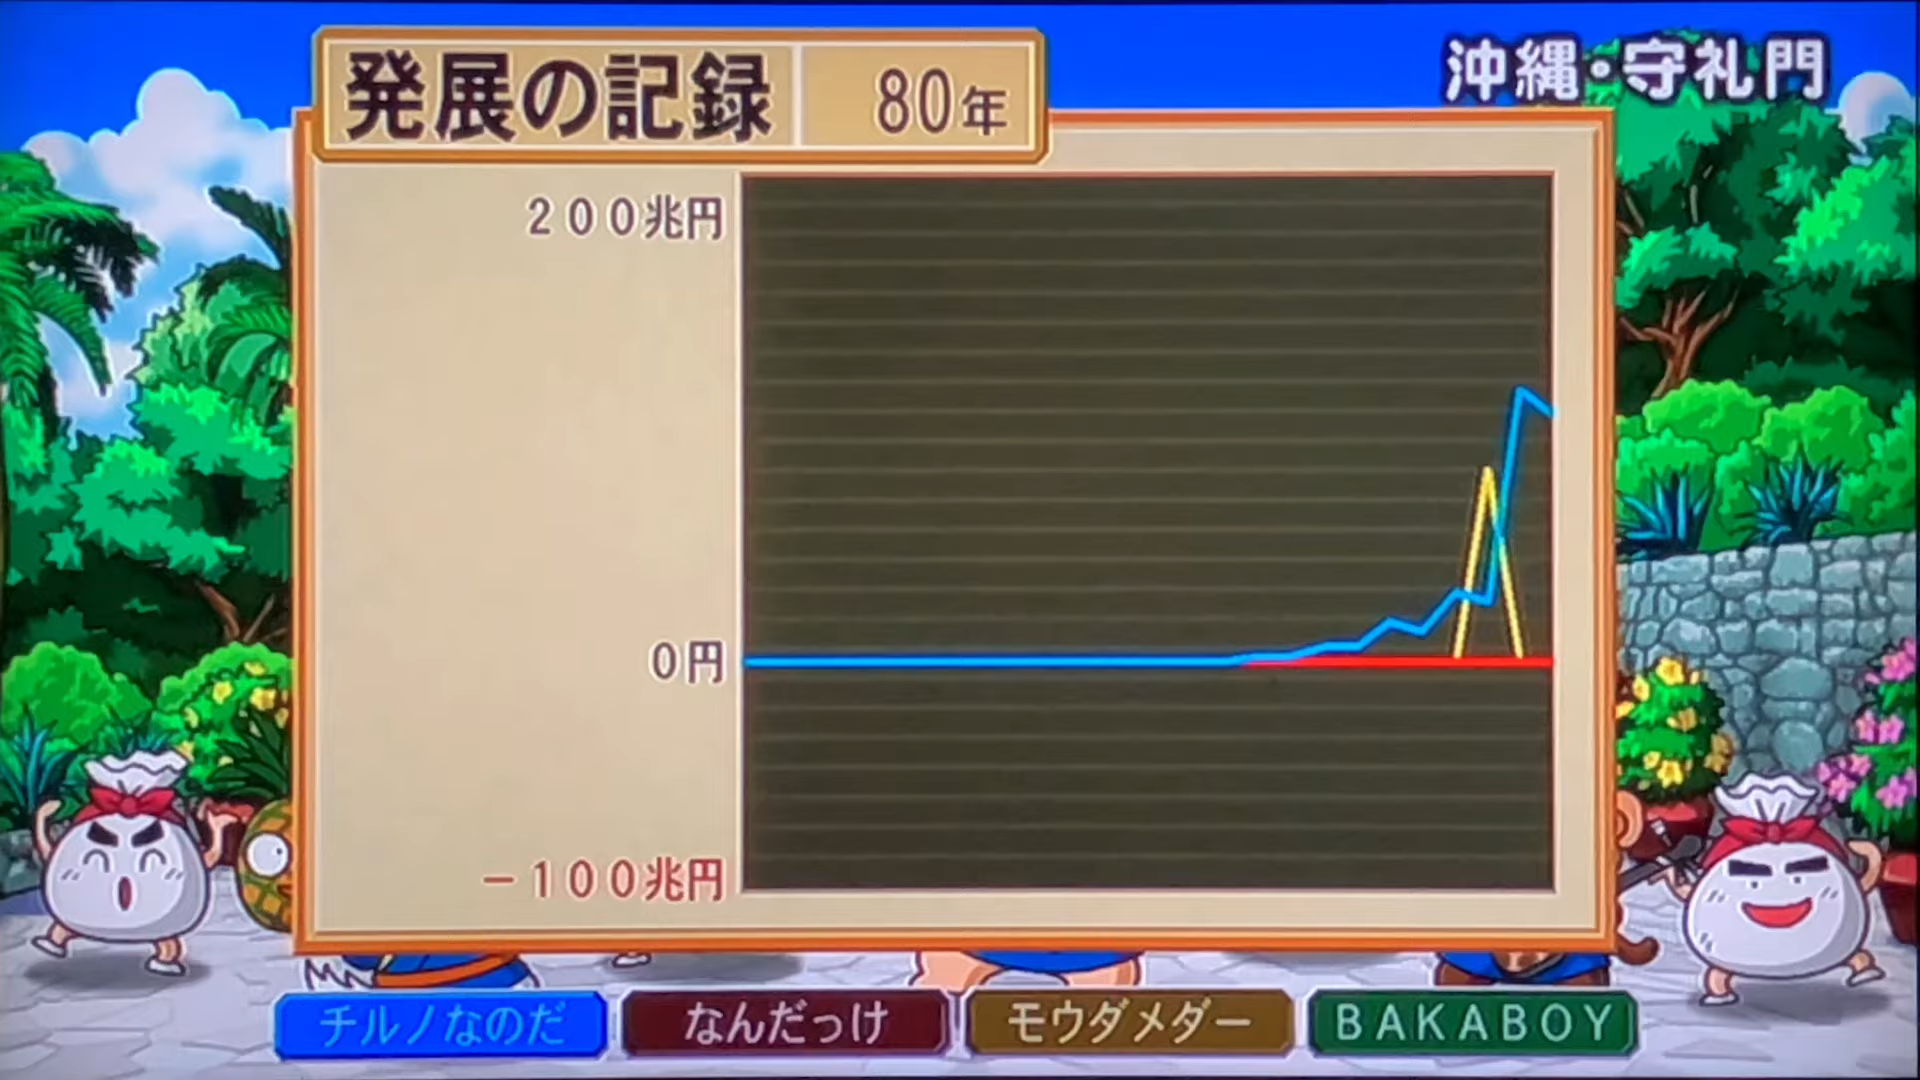 発展の記録 80年
沖縄・守礼門
200兆円
0円
-100兆円
チルノなのだ なんだっけ モウダメダー BAKABOY